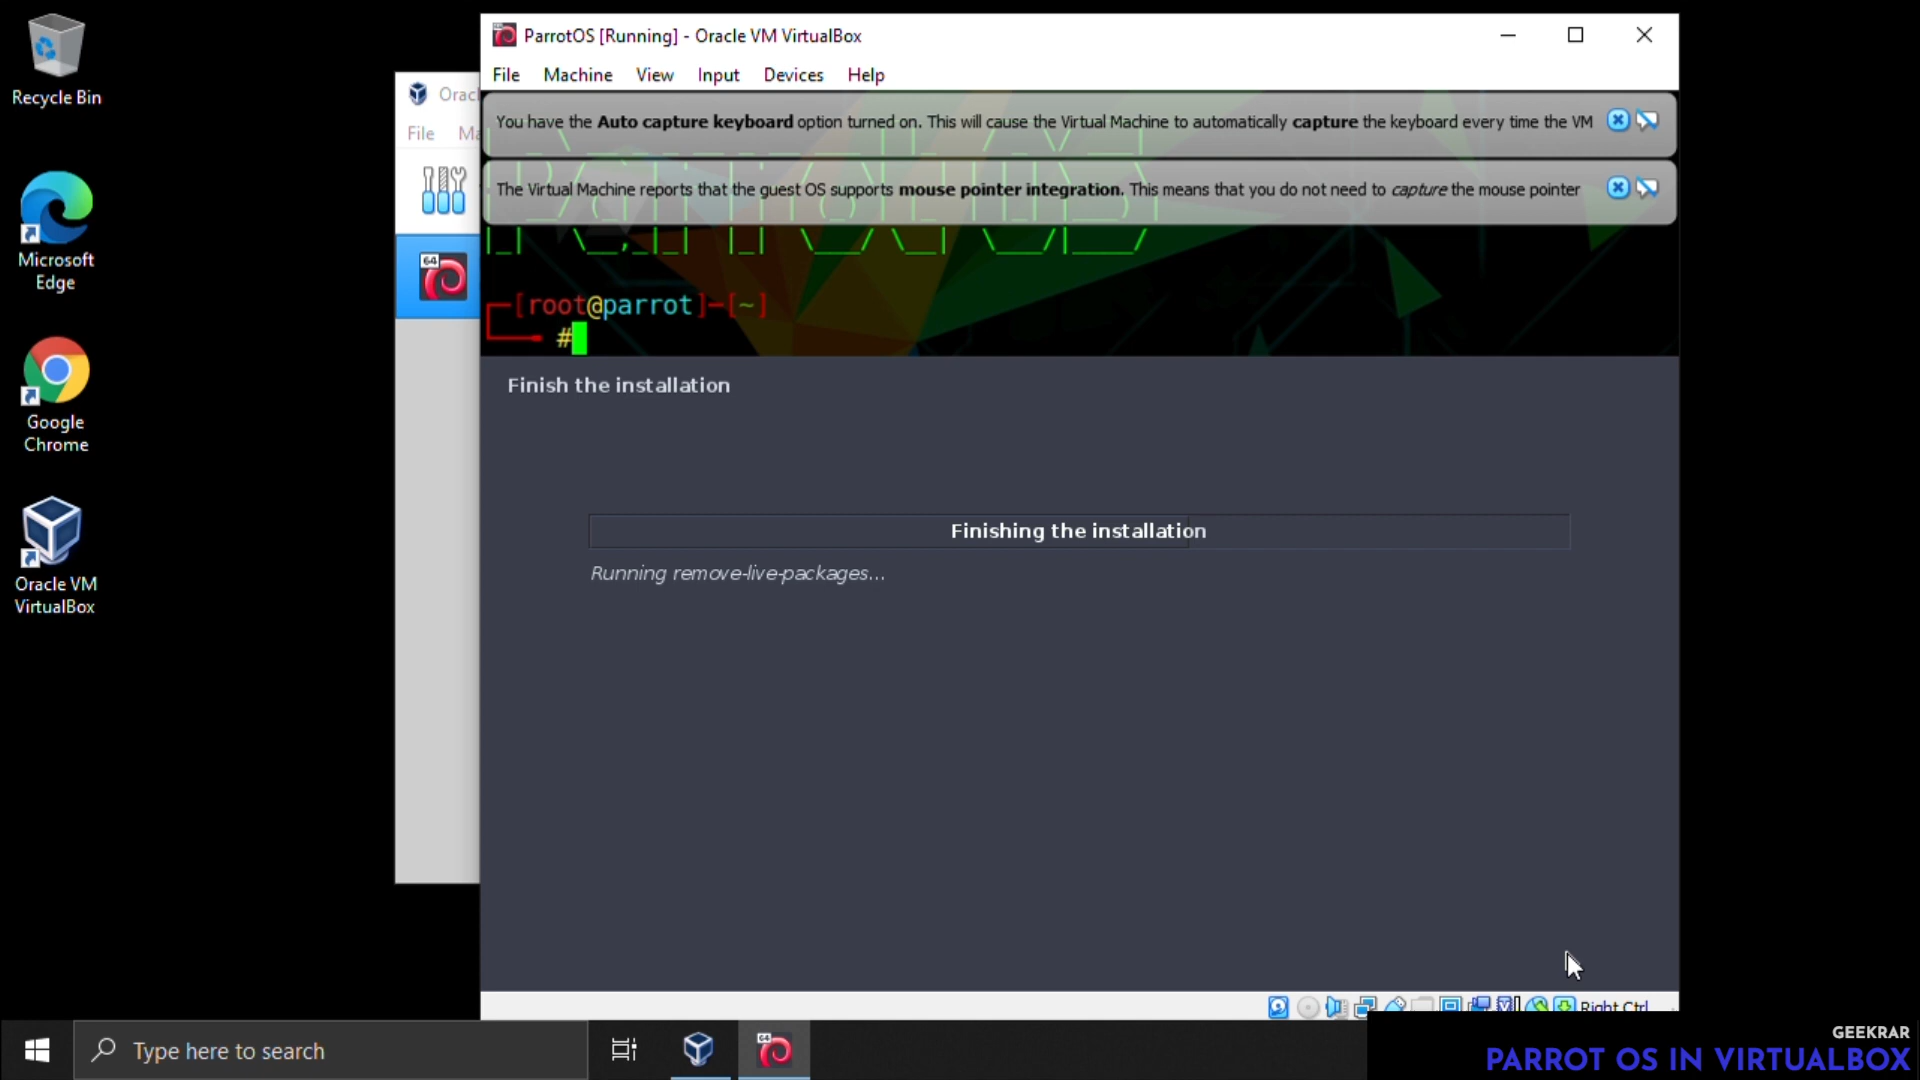 Recycle Bin
Microsoft
Edge
Google
Chrome
Oracle VM
VirtualBox
File
ParrotOS [Running] - Oracle VM VirtualBox
File Machine View Input Devices Help
You have the Auto capture keyboard option turned on. This will cause the Virtual Machine to automatically capture the keyboard every time the VM
The Virtual Machine reports that the guest OS supports mouse pointer integration. This means that you do not need to capture the mouse pointer
64
┌─[root@parrot]─[~]
└──╼ #
Finish the installation
Finishing the installation
Running remove-live-packages...
Right Ctrl
Type here to search
64
GEEKRAR
PARROT OS IN VIRTUALBOX